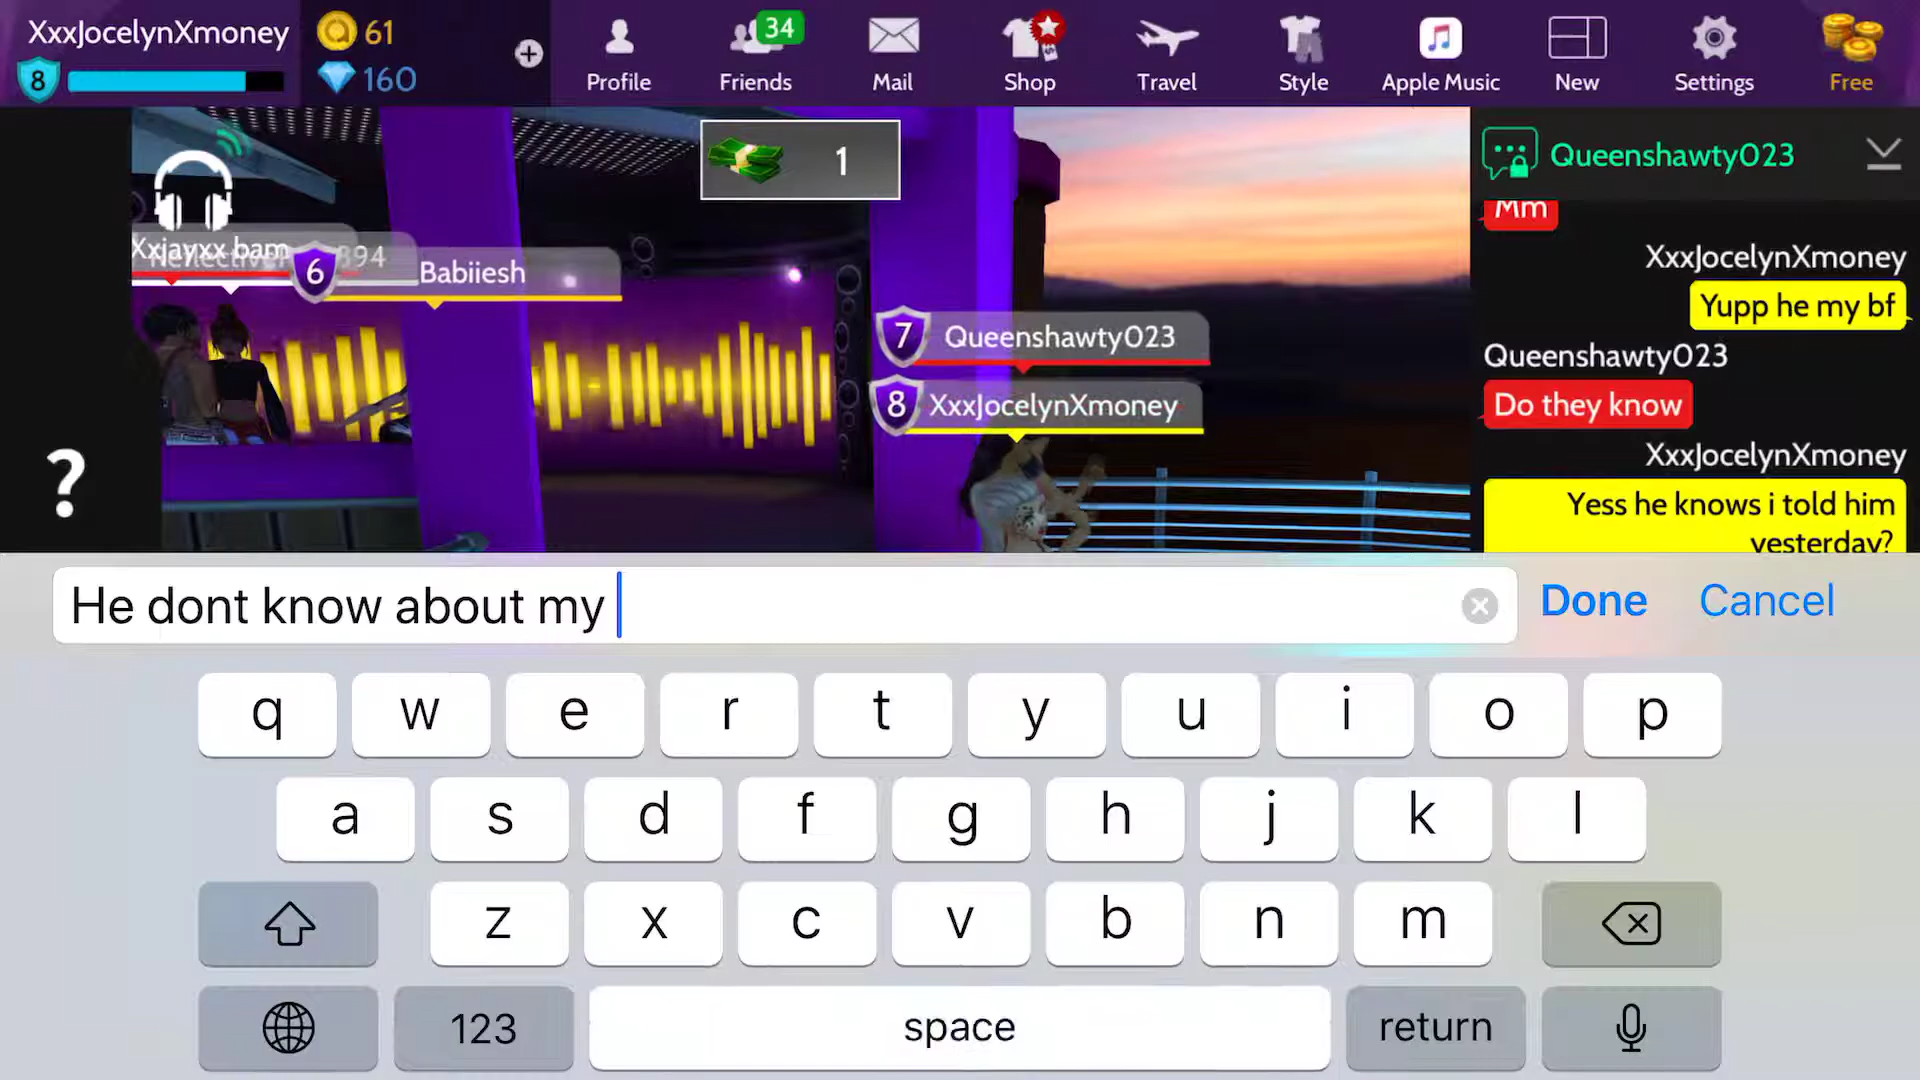 XxxJocelynXmoney
8
61
160
Profile
34
Friends
Mail
Shop
Travel
Style
Apple Music
New
Settings
Free
1
Xxjayxx bam
894
6
Babiiesh
7
Queenshawty023
8
XxxJocelynXmoney
?
Queenshawty023
Mm
XxxJocelynXmoney
Yupp he my bf
Queenshawty023
Do they know
XxxJocelynXmoney
Yess he knows i told him
yesterday?
He dont know about my
Done
Cancel
q w e r t y u i o p
a s d f g h j k l
z x c v b n m
123
space
return